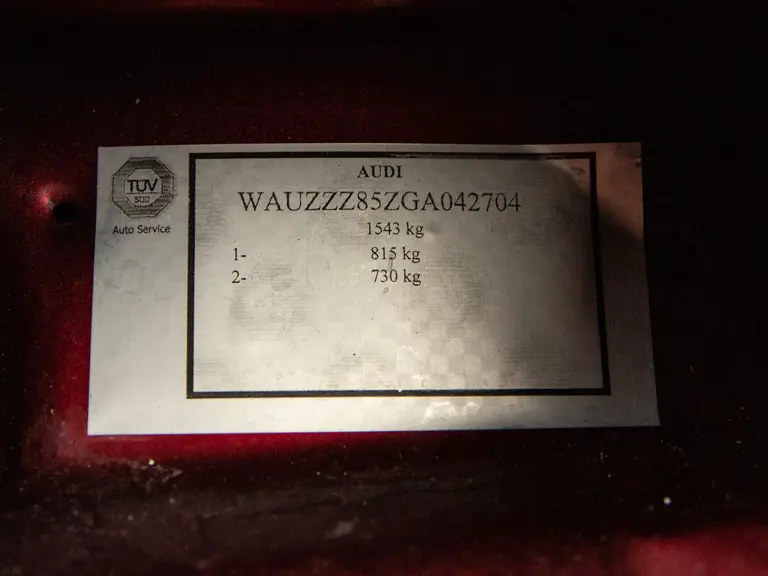 TÜV
SÜD
Auto Service
AUDI
WAUZZZ85ZGA042704
1543 kg
1- 815 kg
2- 730 kg